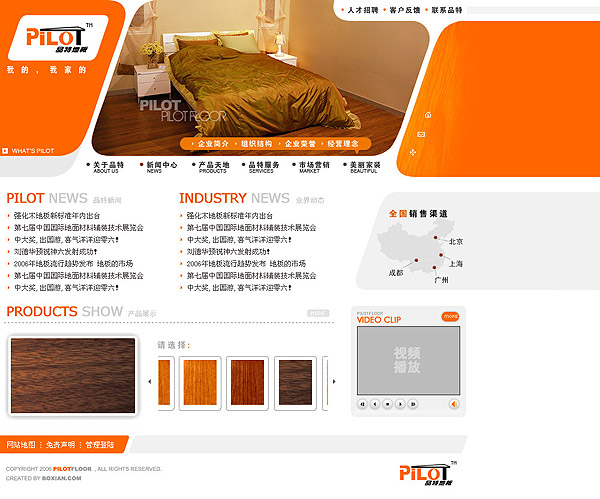 PiLOT TM
品特地板
我的，我家的
WHAT'S PILOT
人才招聘 客户反馈 联系品特
PILOT
PILOTFLOOR
企业简介 组织结构 企业荣誉 经营理念
关于品特 新闻中心 产品天地 品特服务 市场营销 美丽家装
ABOUT US NEWS PRODUCTS SERVICES MARKET BEAUTIFUL
PILOT NEWS 品特新闻
强化木地板新标准年内出台
第七届中国国际地面材料铺装技术展览会
中大奖，出国游，喜气洋洋迎零六！
刘德华预祝神六发射成功！
2006年地板流行趋势发布 地板的市场
第七届中国国际地面材料铺装技术展览会
中大奖，出国游，喜气洋洋迎零六！
INDUSTRY NEWS 业界动态
强化木地板新标准年内出台
第七届中国国际地面材料铺装技术展览会
中大奖，出国游，喜气洋洋迎零六！
刘德华预祝神六发射成功！
2006年地板流行趋势发布 地板的市场
第七届中国国际地面材料铺装技术展览会
中大奖，出国游，喜气洋洋迎零六！
全国销售渠道
北京
上海
成都
广州
PRODUCTS SHOW 产品展示
more
请选择：
PILOTFLOOR
VIDEO CLIP
more
视频
播放
网站地图 免责声明 管理登陆
COPYRIGHT 2006 PILOTFLOOR , ALL RIGHTS RESERVED.
CREATED BY BOXIAN.COM
PiLOT TM
品特地板